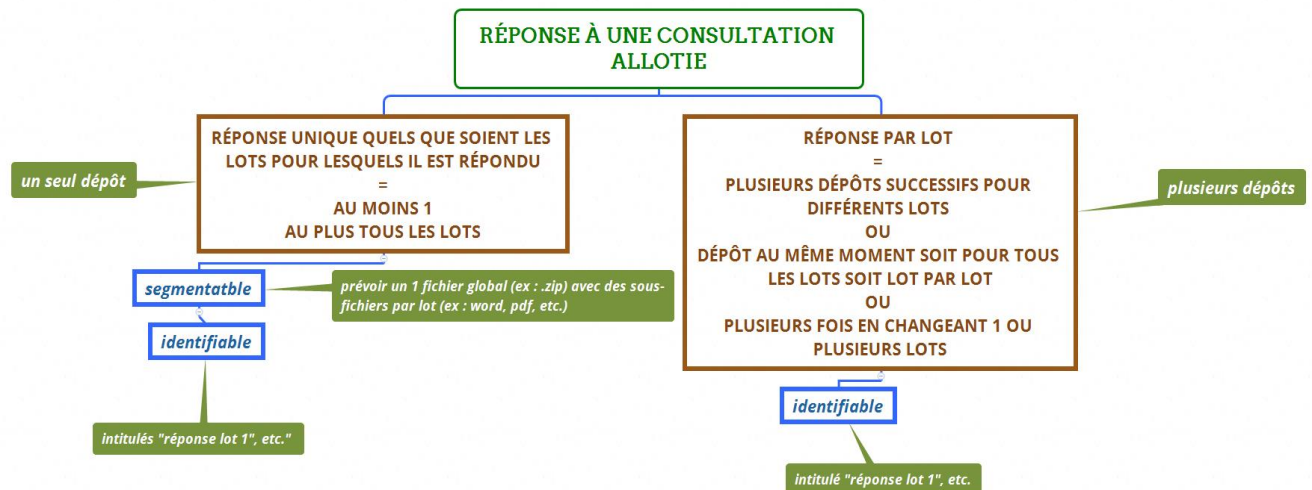 RÉPONSE À UNE CONSULTATION
ALLOTIE
RÉPONSE UNIQUE QUELS QUE SOIENT LES
LOTS POUR LESQUELS IL EST RÉPONDU
=
AU MOINS 1
AU PLUS TOUS LES LOTS
un seul dépôt
segmentatble
prévoir un 1 fichier global (ex : .zip) avec des sous-
fichiers par lot (ex : word, pdf, etc.)
identifiable
intitulés "réponse lot 1", etc."
RÉPONSE PAR LOT
=
PLUSIEURS DÉPÔTS SUCCESSIFS POUR
DIFFÉRENTS LOTS
OU
DÉPÔT AU MÊME MOMENT SOIT POUR TOUS
LES LOTS SOIT LOT PAR LOT
OU
PLUSIEURS FOIS EN CHANGEANT 1 OU
PLUSIEURS LOTS
plusieurs dépôts
identifiable
intitulé "réponse lot 1", etc.